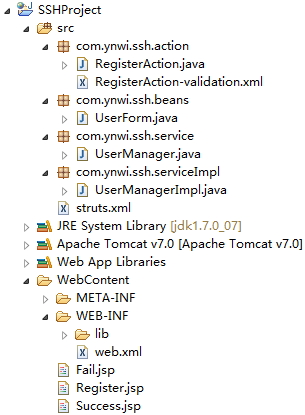 SSHProject
src
com.ynwi.ssh.action
RegisterAction.java
RegisterAction-validation.xml
com.ynwi.ssh.beans
UserForm.java
com.ynwi.ssh.service
UserManager.java
com.ynwi.ssh.serviceImpl
UserManagerImpl.java
struts.xml
JRE System Library [jdk1.7.0_07]
Apache Tomcat v7.0 [Apache Tomcat v7.0]
Web App Libraries
WebContent
META-INF
WEB-INF
lib
web.xml
Fail.jsp
Register.jsp
Success.jsp